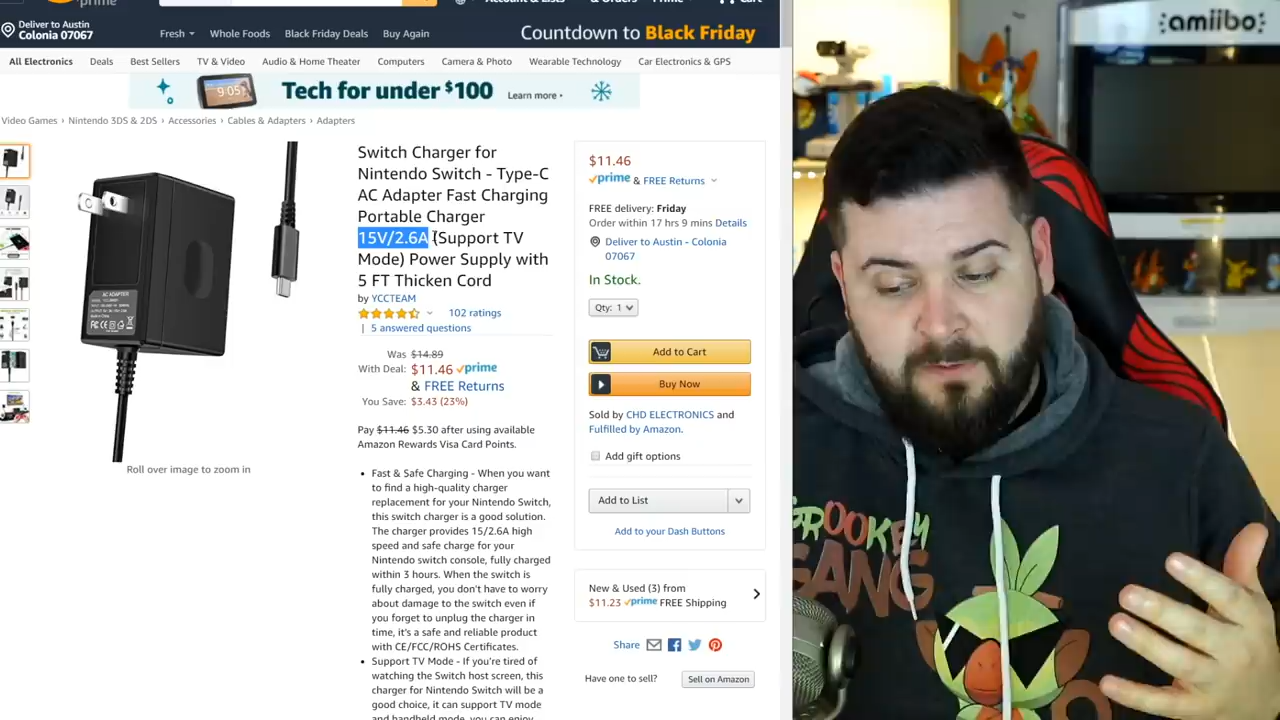 prime
Deliver to Austin
Colonia 07067
Fresh
Whole Foods
Black Friday Deals
Buy Again
Countdown to Black Friday
All Electronics
Deals
Best Sellers
TV & Video
Audio & Home Theater
Computers
Camera & Photo
Wearable Technology
Car Electronics & GPS
9:05
Tech for under $100
Learn more
Video Games › Nintendo 3DS & 2DS › Accessories › Cables & Adapters › Adapters
AC ADAPTER
Roll over image to zoom in
Switch Charger for
Nintendo Switch - Type-C
AC Adapter Fast Charging
Portable Charger
15V/2.6A (Support TV
Mode) Power Supply with
5 FT Thicken Cord
by YCCTEAM
102 ratings
| 5 answered questions
Was $14.89
With Deal: $11.46 prime
& FREE Returns
You Save: $3.43 (23%)
Pay $11.46 $5.30 after using available
Amazon Rewards Visa Card Points.
• Fast & Safe Charging - When you want
to find a high-quality charger
replacement for your Nintendo Switch,
this switch charger is a good solution.
The charger provides 15/2.6A high
speed and safe charge for your
Nintendo switch console, fully charged
within 3 hours. When the switch is
fully charged, you don't have to worry
about damage to the switch even if
you forget to unplug the charger in
time, it's a safe and reliable product
with CE/FCC/ROHS Certificates.
• Support TV Mode - If you're tired of
watching the Switch host screen, this
charger for Nintendo Switch will be a
good choice, it can support TV mode
and handheld mode, you can enjoy
$11.46
prime & FREE Returns
FREE delivery: Friday
Order within 17 hrs 9 mins Details
Deliver to Austin - Colonia
07067
In Stock.
Qty: 1
Add to Cart
Buy Now
Sold by CHD ELECTRONICS and
Fulfilled by Amazon.
Add gift options
Add to List
Add to your Dash Buttons
New & Used (3) from
$11.23 prime FREE Shipping
Share
Have one to sell?
Sell on Amazon
amiibo
GROOKEY
GANG